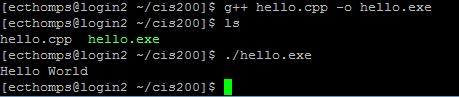 ecthomps@login2 ~/cis200]$ g++ hello.cpp -o hello.exe
ecthomps@login2 ~/cis200]$ ls
hello.cpp  hello.exe
ecthomps@login2 ~/cis200]$ ./hello.exe
Hello World
ecthomps@login2 ~/cis200]$